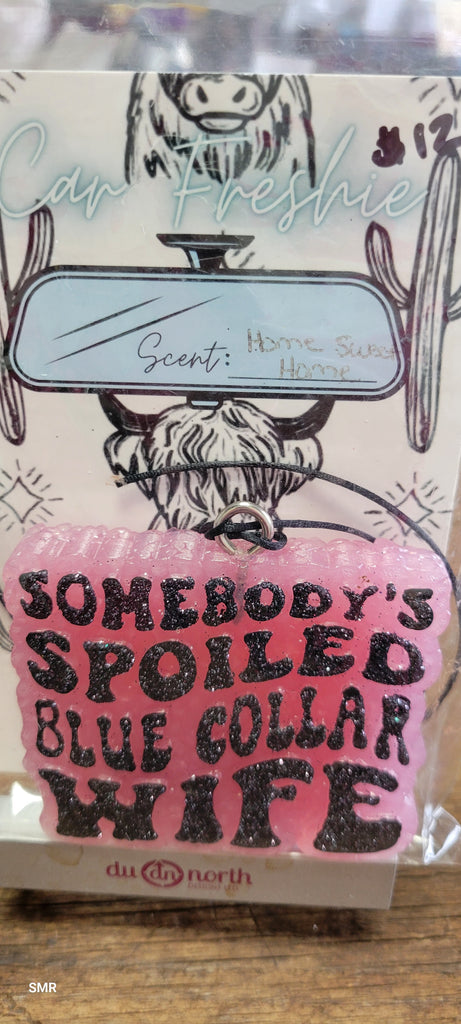 $12
Car Freshie
Scent: Home Sweet
Home
SOMEBODY'S
SPOILED
BLUE COLLAR
WIFE
du dn north
SMR